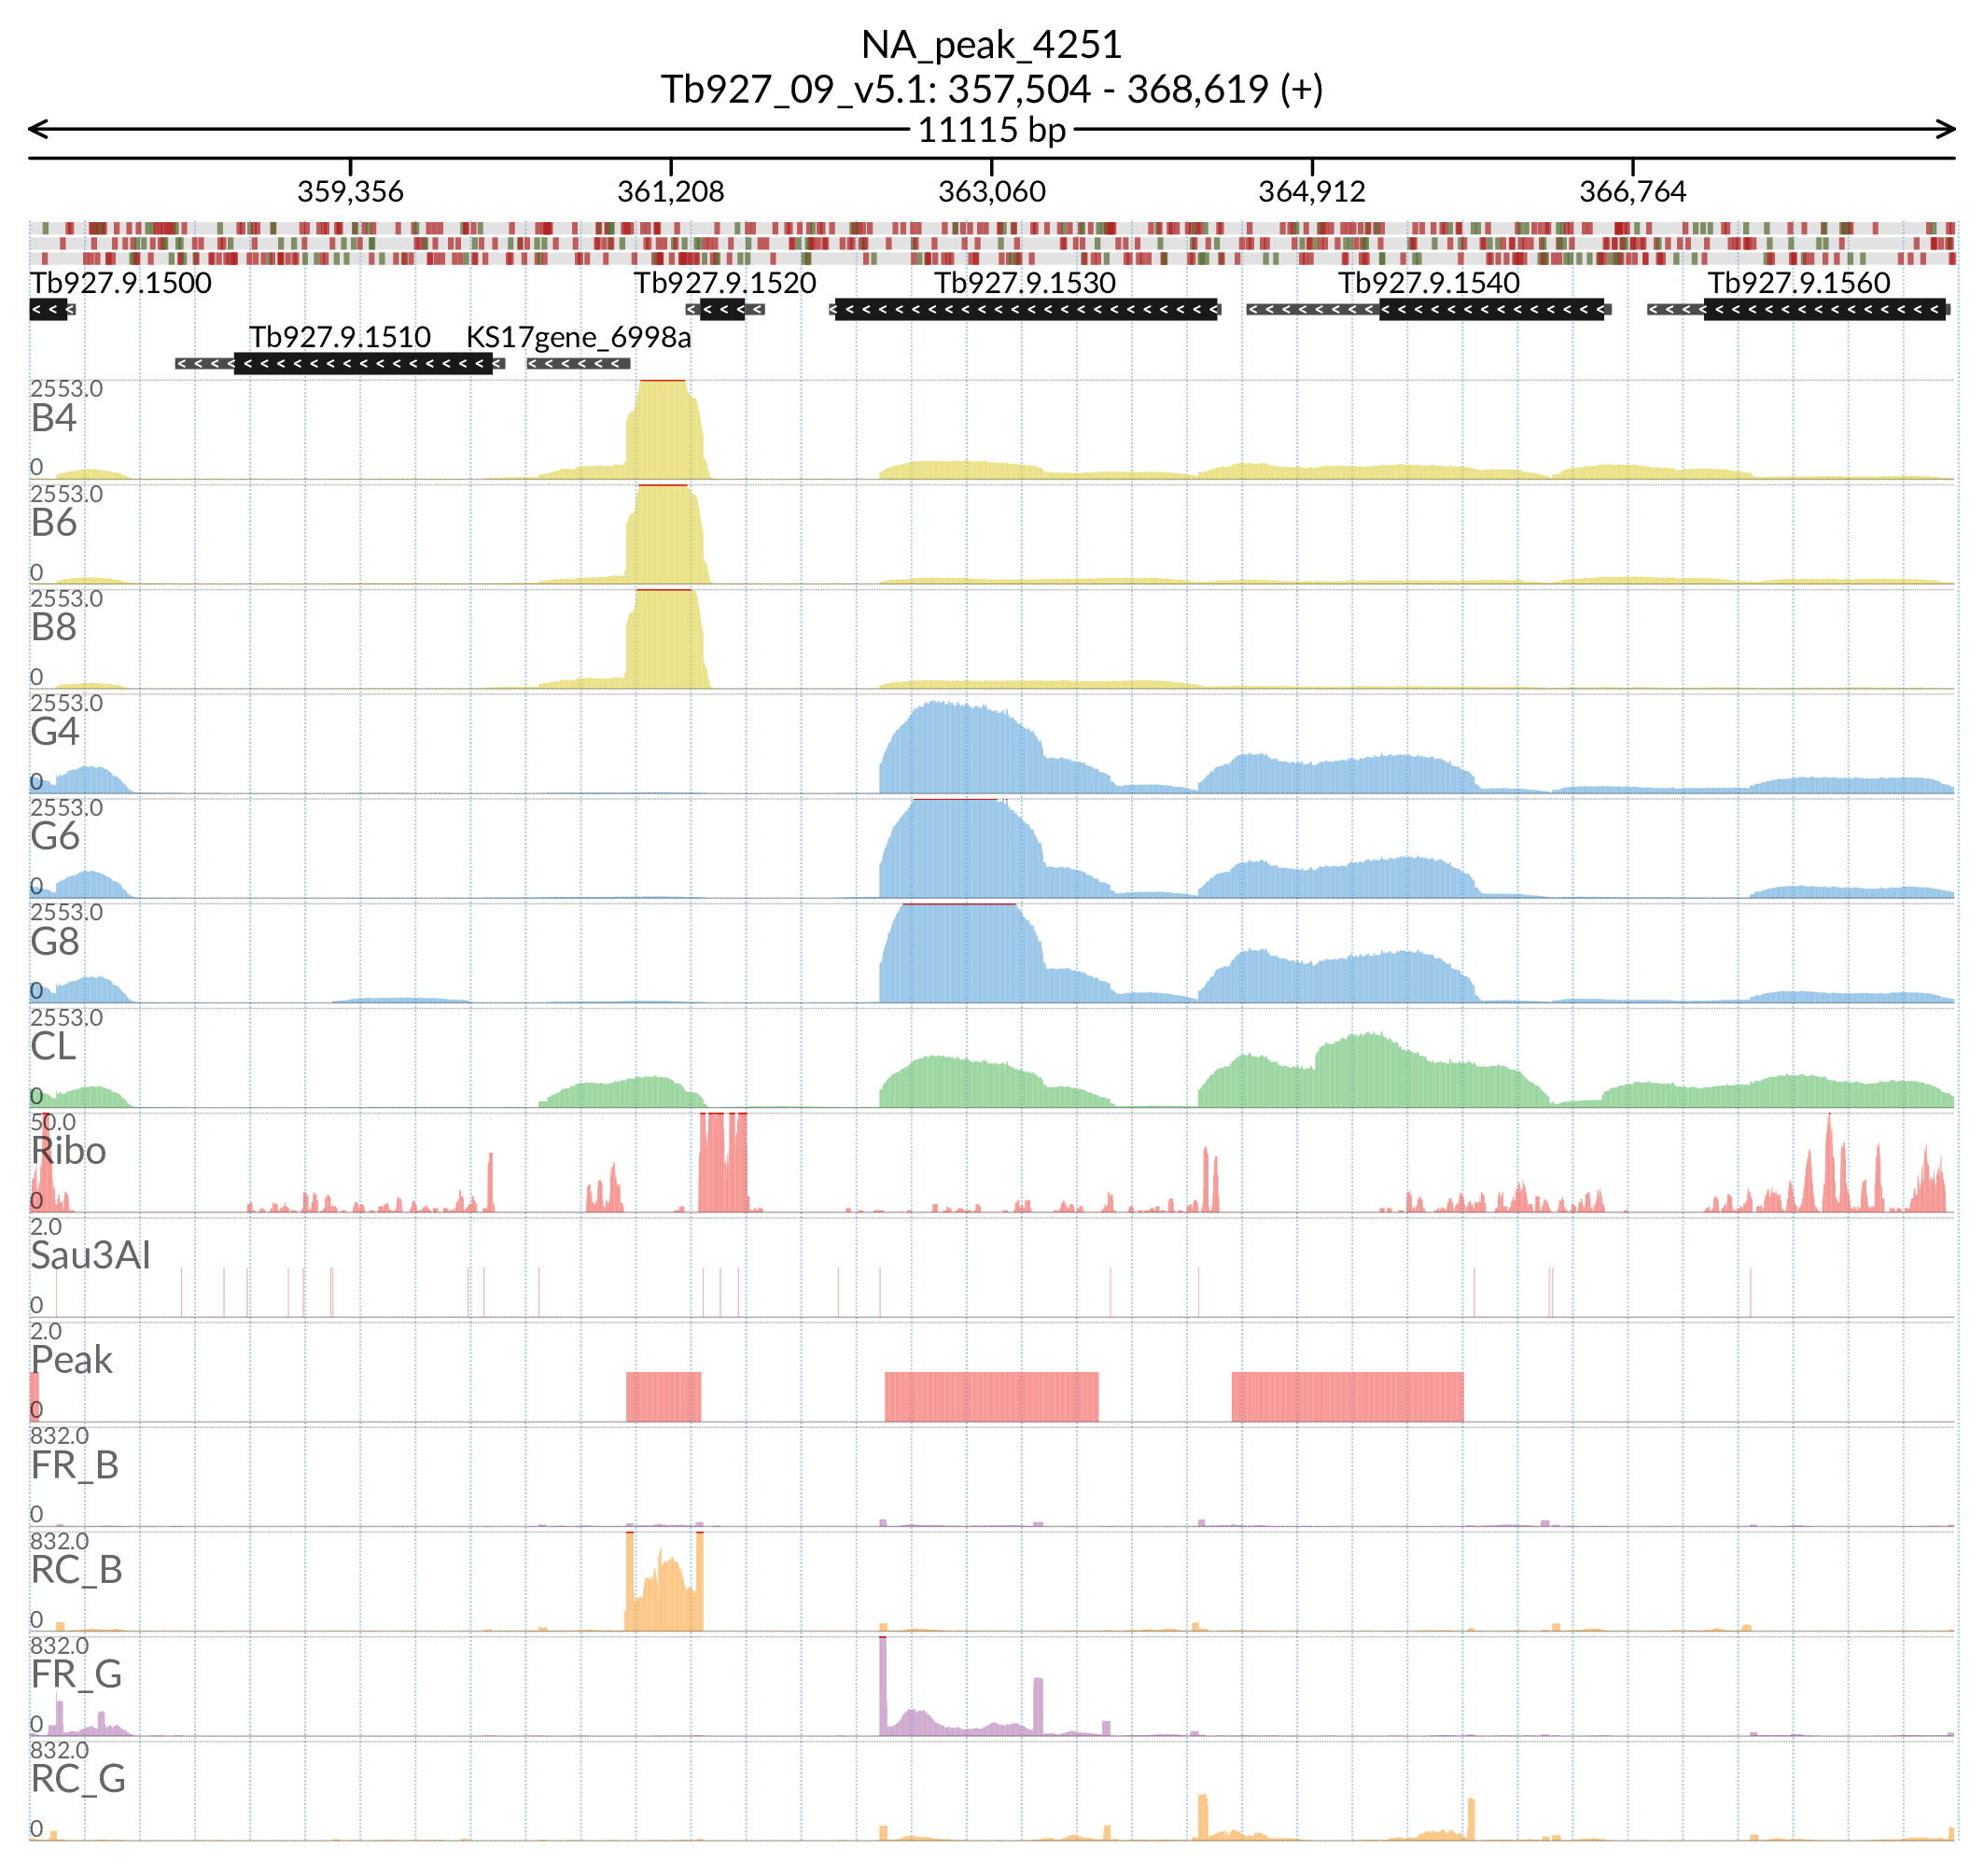 NA_peak_4251
Tb927_09_v5.1: 357,504 - 368,619 (+)
11115 bp
359,356 361,208 363,060 364,912 366,764
Tb927.9.1500 Tb927.9.1520 Tb927.9.1530 Tb927.9.1540 Tb927.9.1560
Tb927.9.1510 KS17gene_6998a
2553.0
B4
0
2553.0
B6
0
2553.0
B8
0
2553.0
G4
0
2553.0
G6
0
2553.0
G8
0
2553.0
CL
0
50.0
Ribo
0
2.0
Sau3AI
0
2.0
Peak
0
832.0
FR_B
0
832.0
RC_B
0
832.0
FR_G
0
832.0
RC_G
0